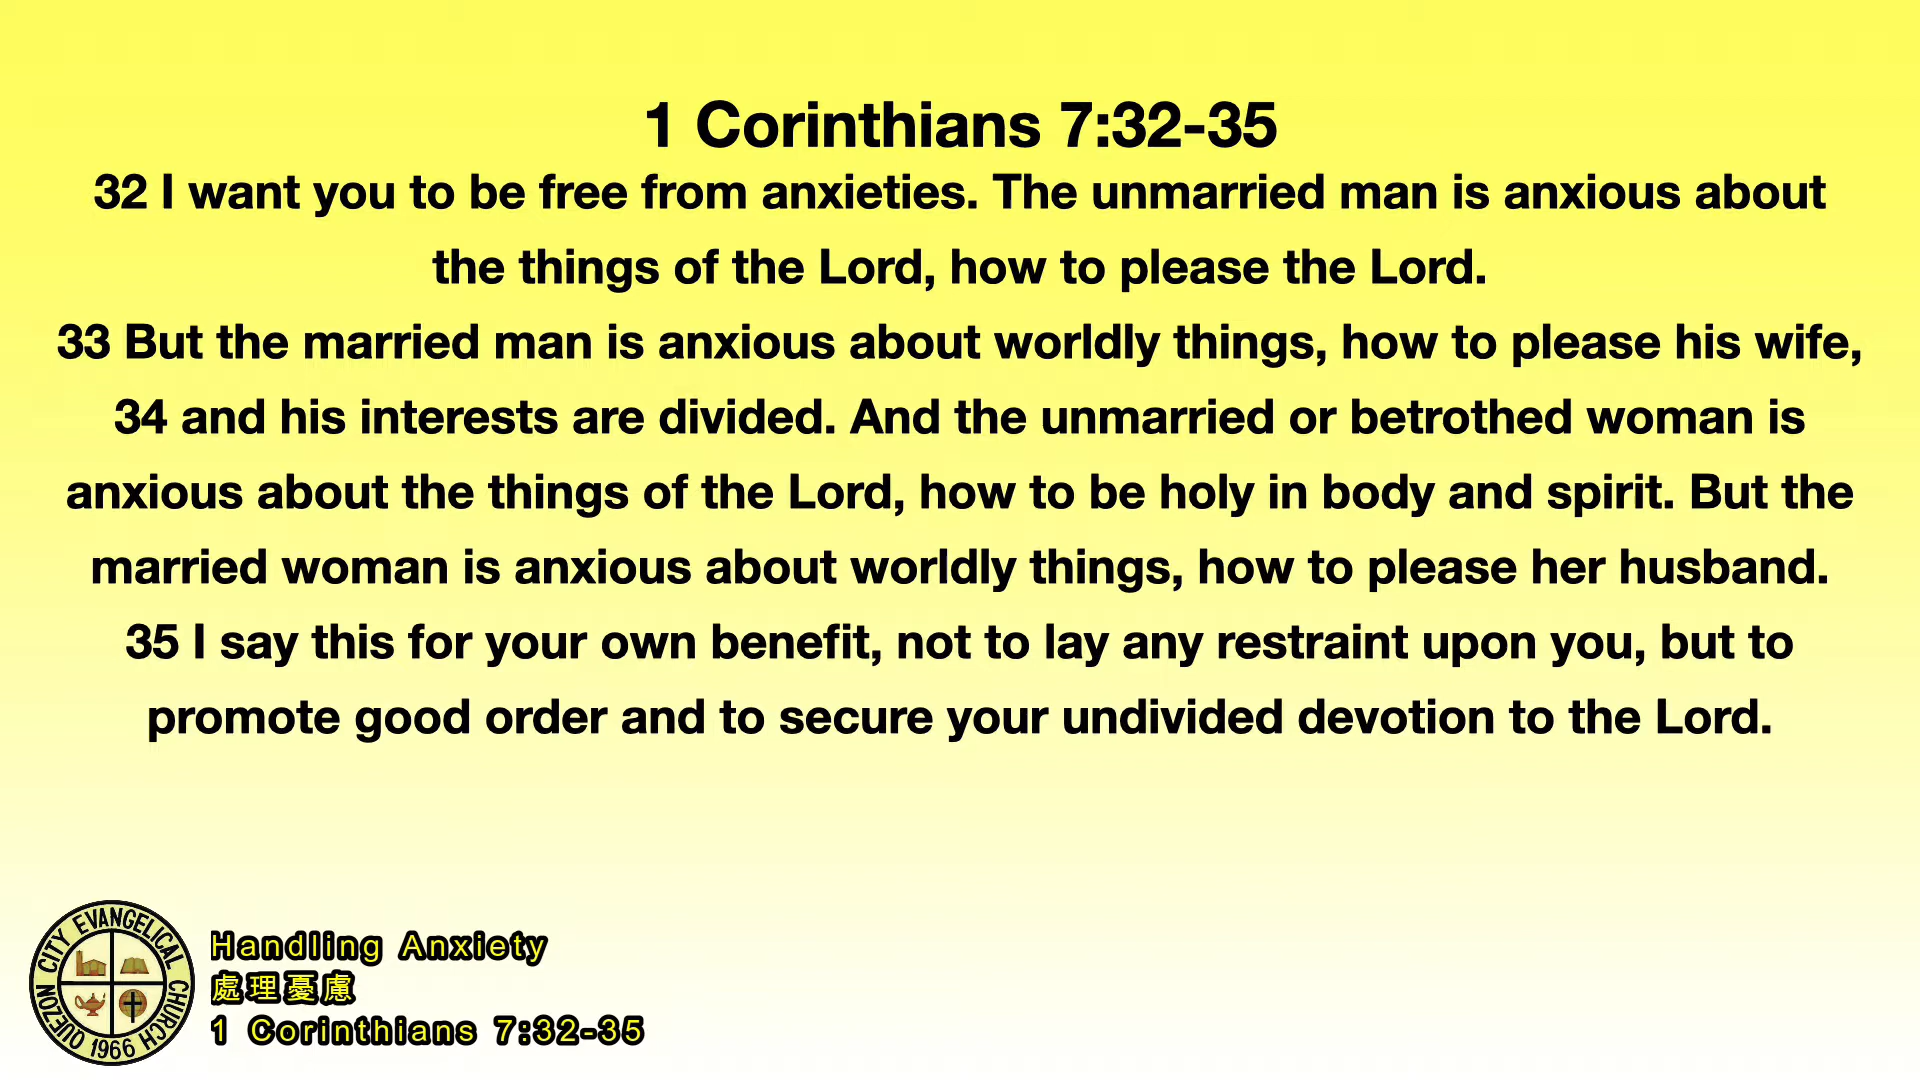 1 Corinthians 7:32-35
32 I want you to be free from anxieties. The unmarried man is anxious about
the things of the Lord, how to please the Lord.
33 But the married man is anxious about worldly things, how to please his wife,
34 and his interests are divided. And the unmarried or betrothed woman is
anxious about the things of the Lord, how to be holy in body and spirit. But the
married woman is anxious about worldly things, how to please her husband.
35 I say this for your own benefit, not to lay any restraint upon you, but to
promote good order and to secure your undivided devotion to the Lord.
QUEZON CITY EVANGELICAL CHURCH
1966
Handling Anxiety
處理憂慮
1 Corinthians 7:32-35